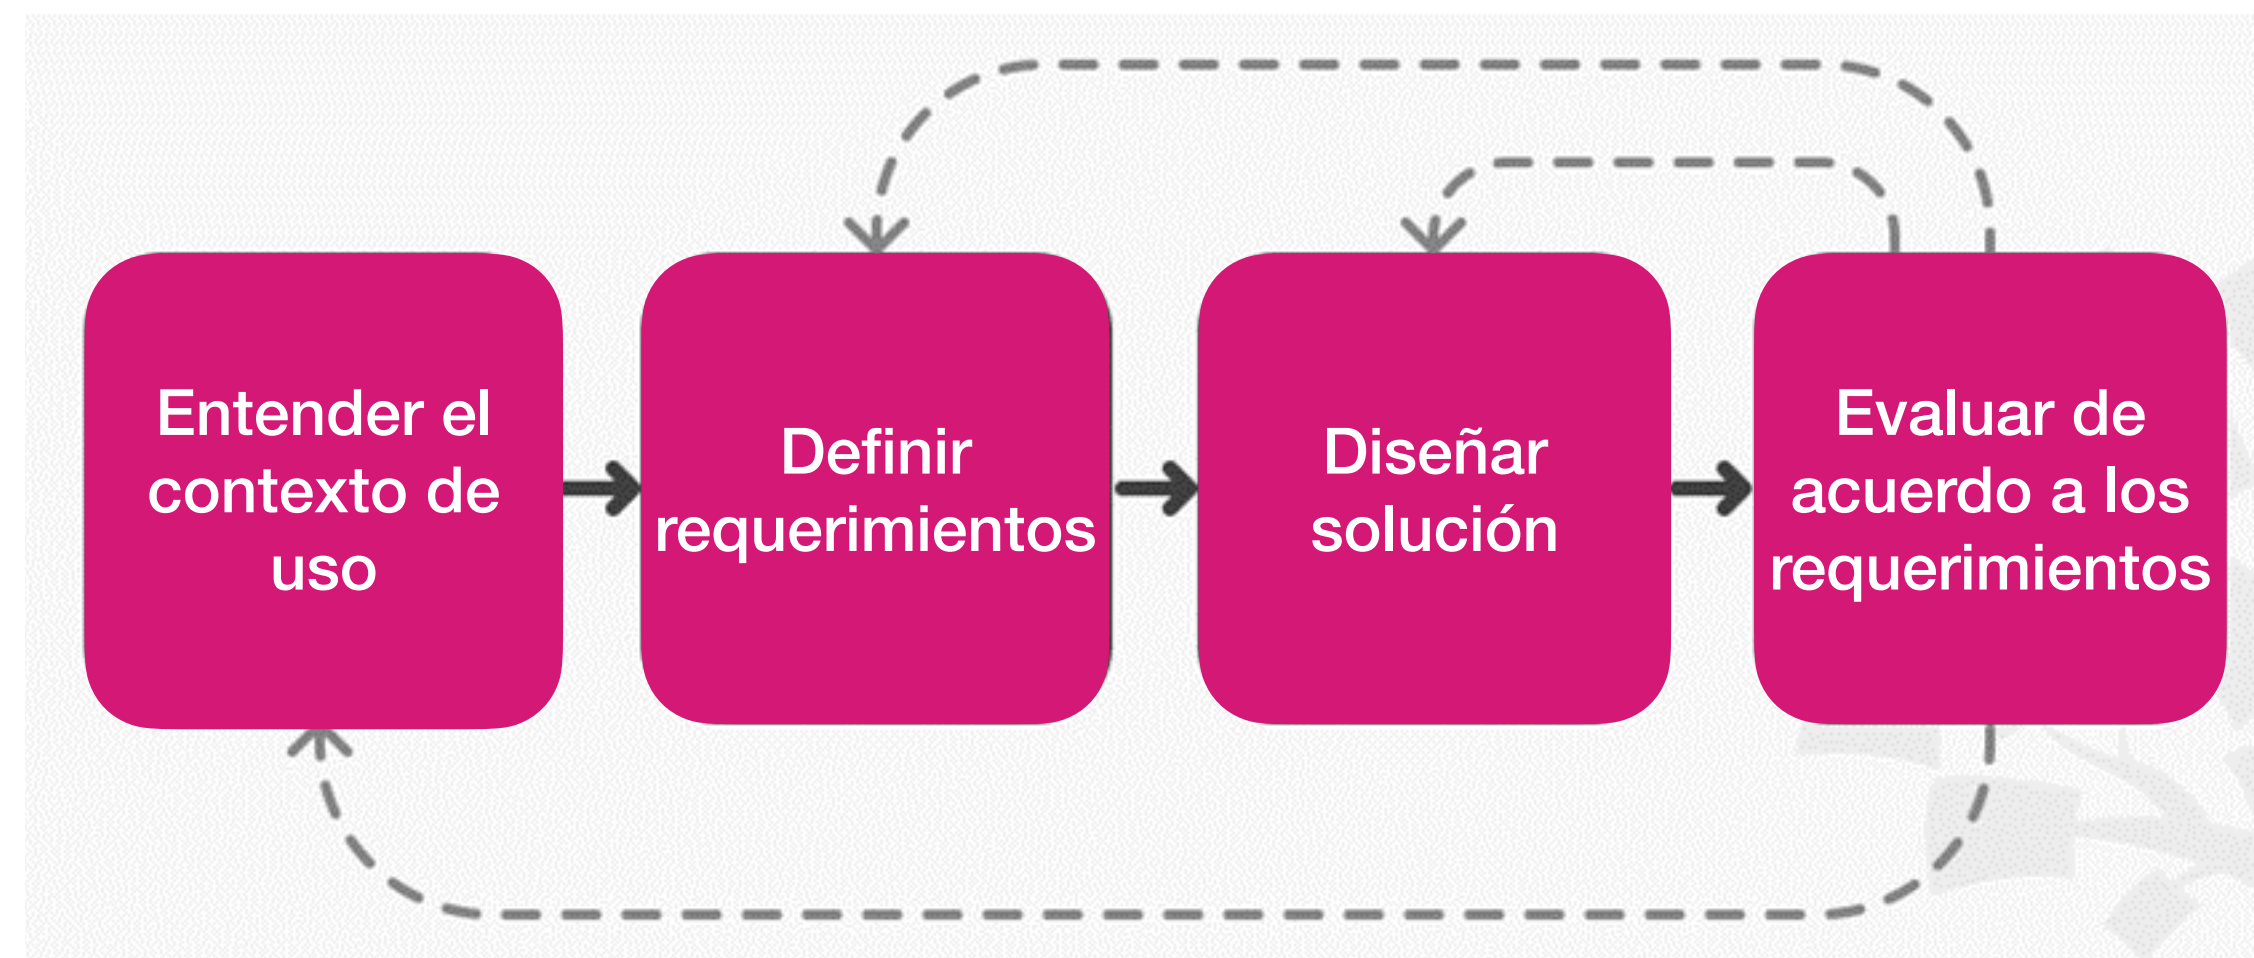 Entender el
contexto de
uso
Definir
requerimientos
Diseñar
solución
Evaluar de
acuerdo a los
requerimientos